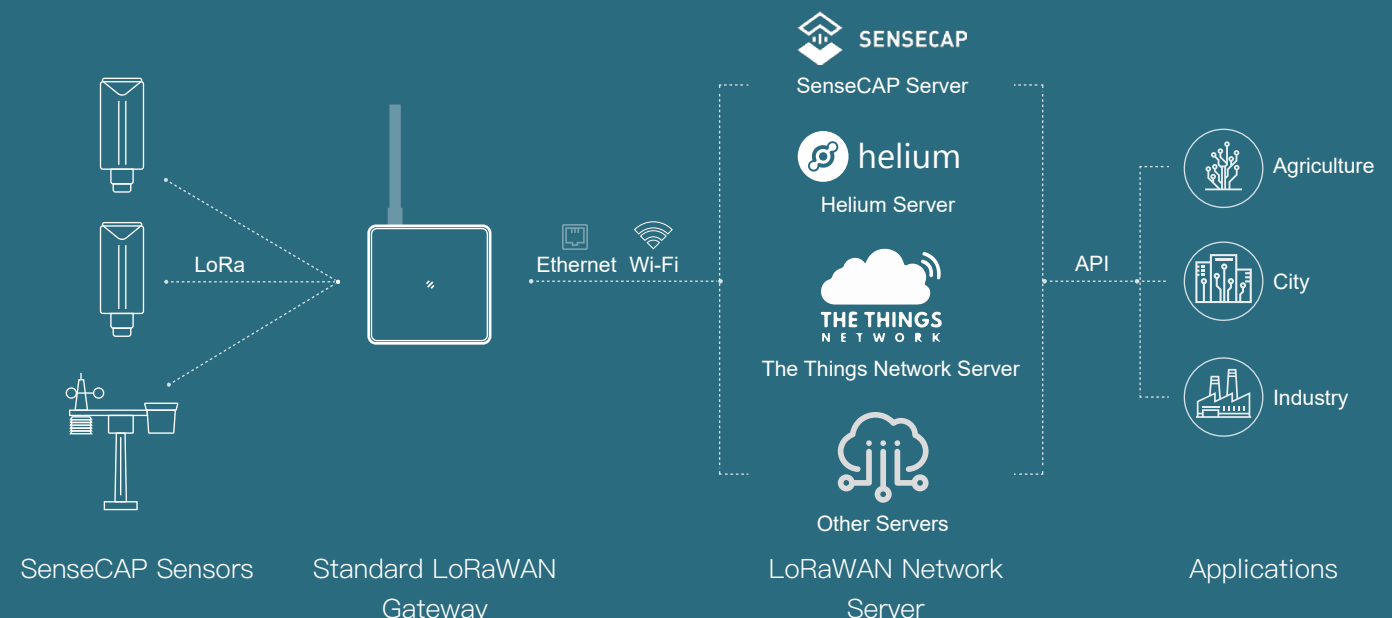 SENSECAP
SenseCAP Server
helium
Helium Server
LoRa
Ethernet Wi-Fi
THE THINGS
NETWORK
The Things Network Server
Other Servers
API
Agriculture
City
Industry
SenseCAP Sensors
Standard LoRaWAN
Gateway
LoRaWAN Network
Server
Applications